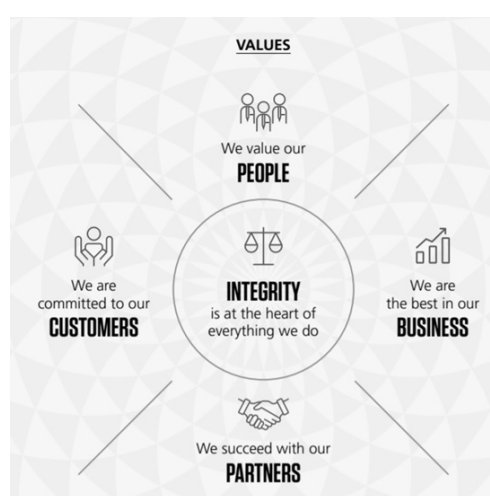 VALUES
We value our
PEOPLE
We are
committed to our
CUSTOMERS
INTEGRITY
is at the heart of
everything we do
We are
the best in our
BUSINESS
We succeed with our
PARTNERS